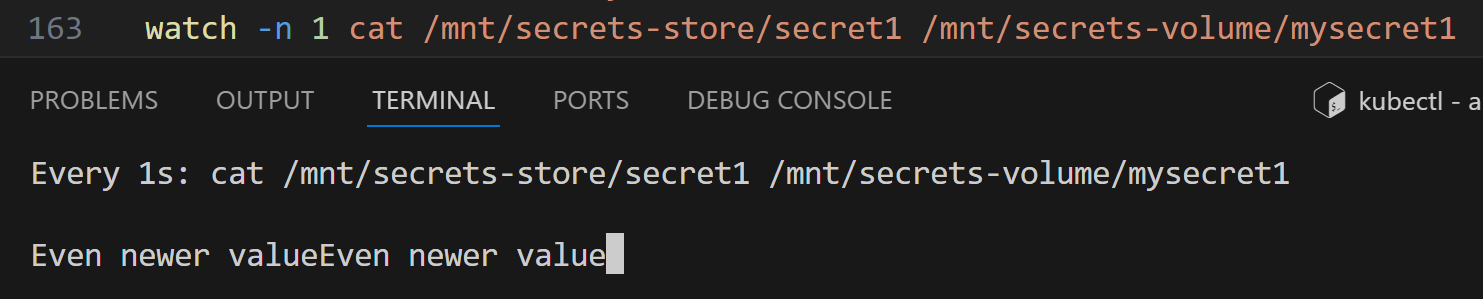 163 watch -n 1 cat /mnt/secrets-store/secret1 /mnt/secrets-volume/mysecret1
PROBLEMS OUTPUT TERMINAL PORTS DEBUG CONSOLE kubectl - a
Every 1s: cat /mnt/secrets-store/secret1 /mnt/secrets-volume/mysecret1
Even newer valueEven newer value